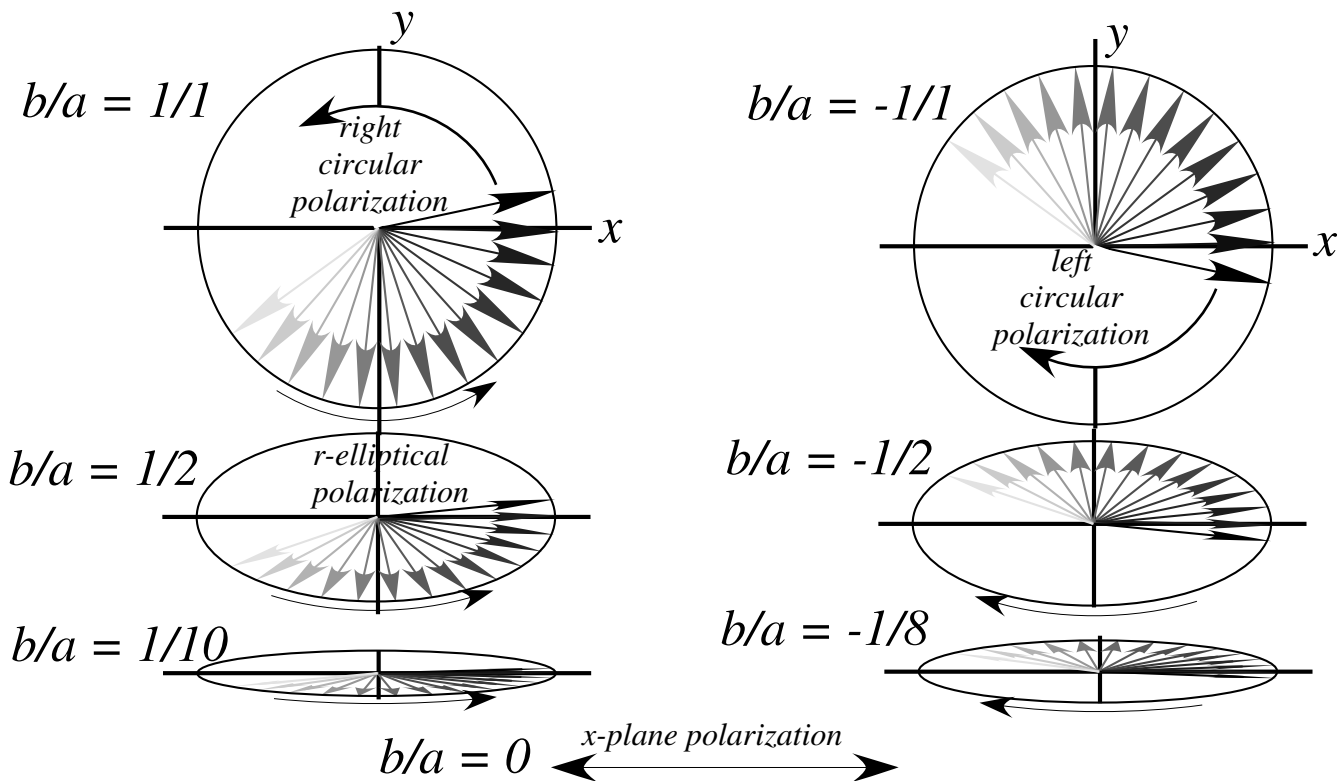 y
b/a = 1/1
right
circular
polarization
x
b/a = 1/2
r-elliptical
polarization
b/a = 1/10
y
b/a = -1/1
x
left
circular
polarization
b/a = -1/2
b/a = -1/8
b/a = 0
x-plane polarization